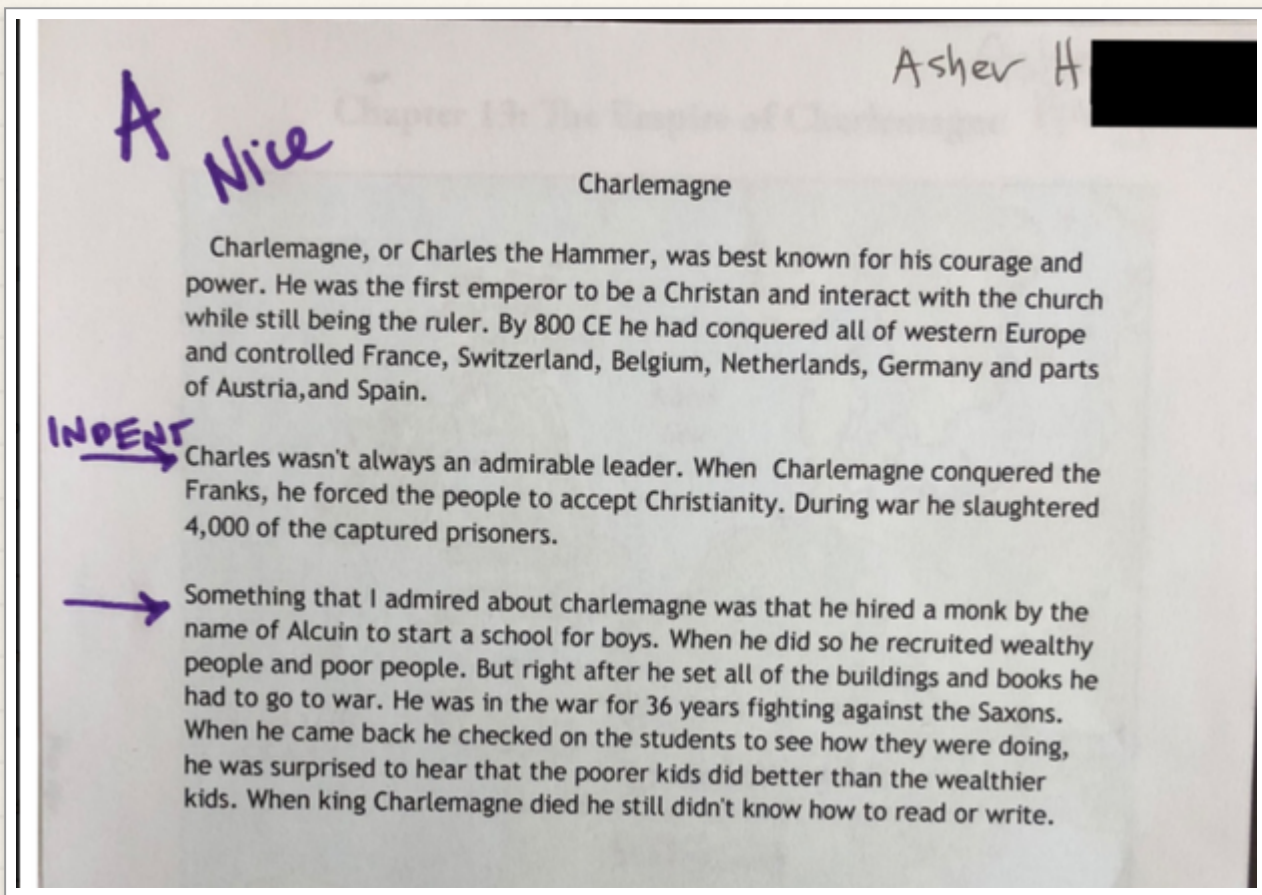 Asher H
A
Nice
Chapter 19: The Empire of Charlemagne
Charlemagne
Charlemagne, or Charles the Hammer, was best known for his courage and
power. He was the first emperor to be a Christan and interact with the church
while still being the ruler. By 800 CE he had conquered all of western Europe
and controlled France, Switzerland, Belgium, Netherlands, Germany and parts
of Austria,and Spain.
INDENT
Charles wasn't always an admirable leader. When  Charlemagne conquered the
Franks, he forced the people to accept Christianity. During war he slaughtered
4,000 of the captured prisoners.
Something that I admired about charlemagne was that he hired a monk by the
name of Alcuin to start a school for boys. When he did so he recruited wealthy
people and poor people. But right after he set all of the buildings and books he
had to go to war. He was in the war for 36 years fighting against the Saxons.
When he came back he checked on the students to see how they were doing,
he was surprised to hear that the poorer kids did better than the wealthier
kids. When king Charlemagne died he still didn't know how to read or write.